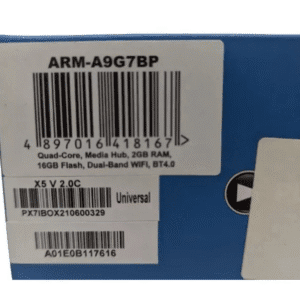 ARM-A9G7BP
4 897016 418167 >
Quad-Core, Media Hub, 2GB RAM,
16GB Flash, Dual-Band WIFI, BT4.0
X5 V 2.0C
Universal
PX7IBOX210600329
A01E0B117616